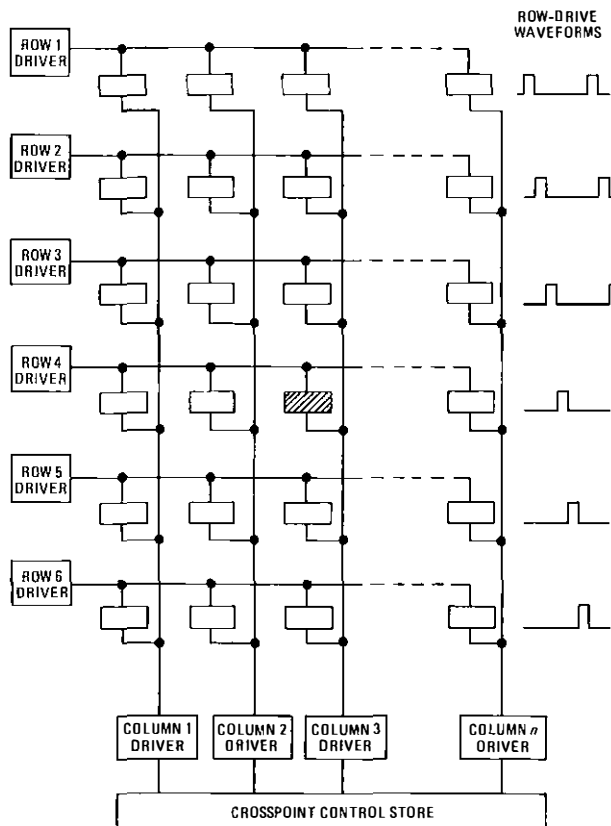 ROW-DRIVE
WAVEFORMS
ROW 1
DRIVER
ROW 2
DRIVER
ROW 3
DRIVER
ROW 4
DRIVER
ROW 5
DRIVER
ROW 6
DRIVER
COLUMN 1
DRIVER
COLUMN 2
DRIVER
COLUMN 3
DRIVER
COLUMN n
DRIVER
CROSSPOINT CONTROL STORE